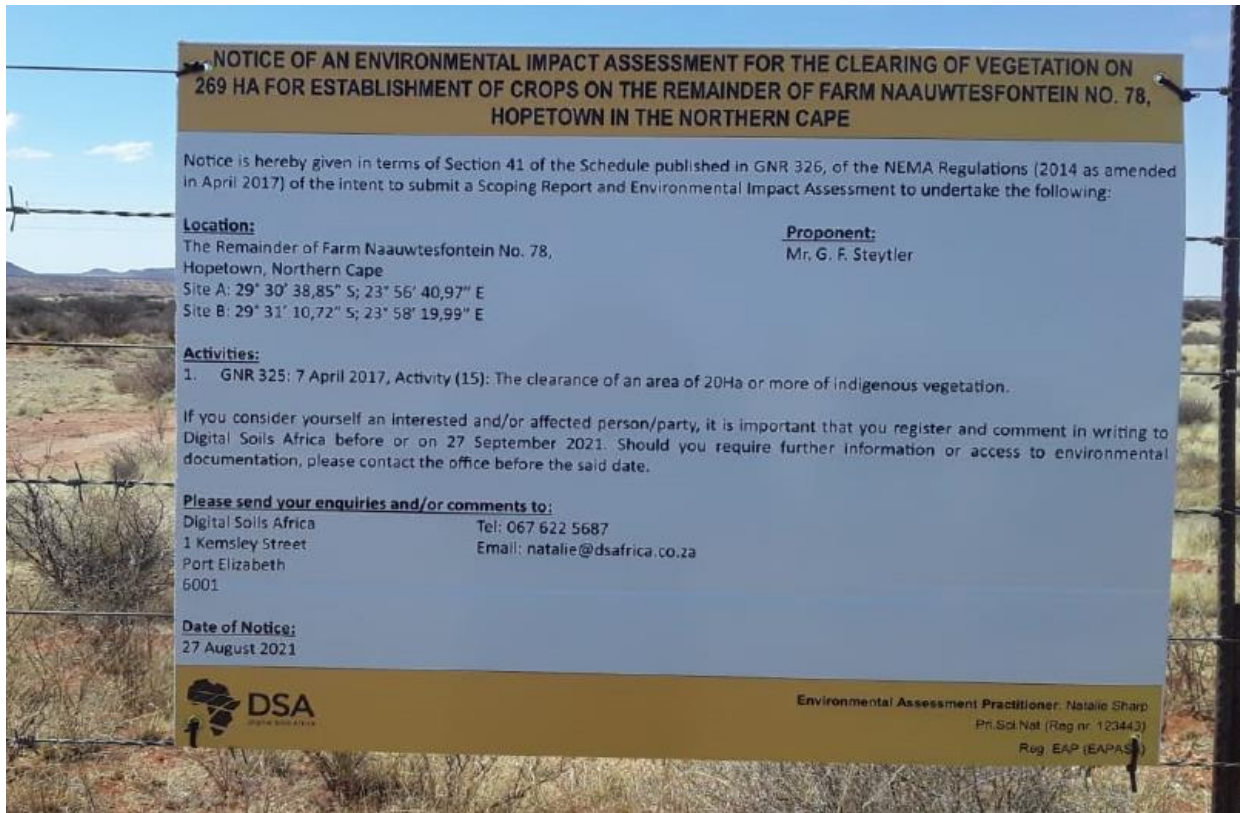 NOTICE OF AN ENVIRONMENTAL IMPACT ASSESSMENT FOR THE CLEARING OF VEGETATION ON
269 HA FOR ESTABLISHMENT OF CROPS ON THE REMAINDER OF FARM NAAUWTESFONTEIN NO. 78,
HOPETOWN IN THE NORTHERN CAPE
Notice is hereby given in terms of Section 41 of the Schedule published in GNR 326, of the NEMA Regulations (2014 as amended
in April 2017) of the intent to submit a Scoping Report and Environmental Impact Assessment to undertake the following:
Location:
The Remainder of Farm Naauwtesfontein No. 78,
Hopetown, Northern Cape
Site A: 29° 30' 38,85" S; 23° 56' 40,97" E
Site B: 29° 31' 10,72" S; 23° 58' 19,99" E
Proponent:
Mr. G. F. Steytler
Activities:
1. GNR 325: 7 April 2017, Activity (15): The clearance of an area of 20Ha or more of indigenous vegetation.
If you consider yourself an interested and/or affected person/party, it is important that you register and comment in writing to
Digital Soils Africa before or on 27 September 2021. Should you require further information or access to environmental
documentation, please contact the office before the said date.
Please send your enquiries and/or comments to:
Digital Soils Africa
1 Kemsley Street
Port Elizabeth
6001
Tel: 067 622 5687
Email: natalie@dsafrica.co.za
Date of Notice:
27 August 2021
DSA
Digital Soils Africa
Environmental Assessment Practitioner: Natalie Sharp
Pri.Sci.Nat (Reg nr. 123443)
Reg. EAP